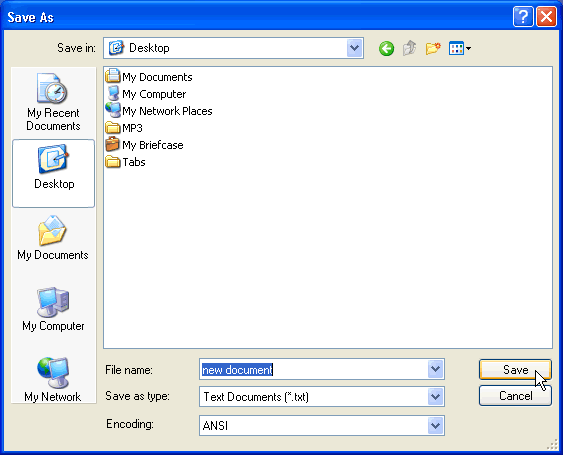 Save As
Save in: Desktop
My Recent
Documents
Desktop
My Documents
My Computer
My Network
My Documents
My Computer
My Network Places
MP3
My Briefcase
Tabs
File name: new document Save
Save as type: Text Documents (*.txt) Cancel
Encoding: ANSI